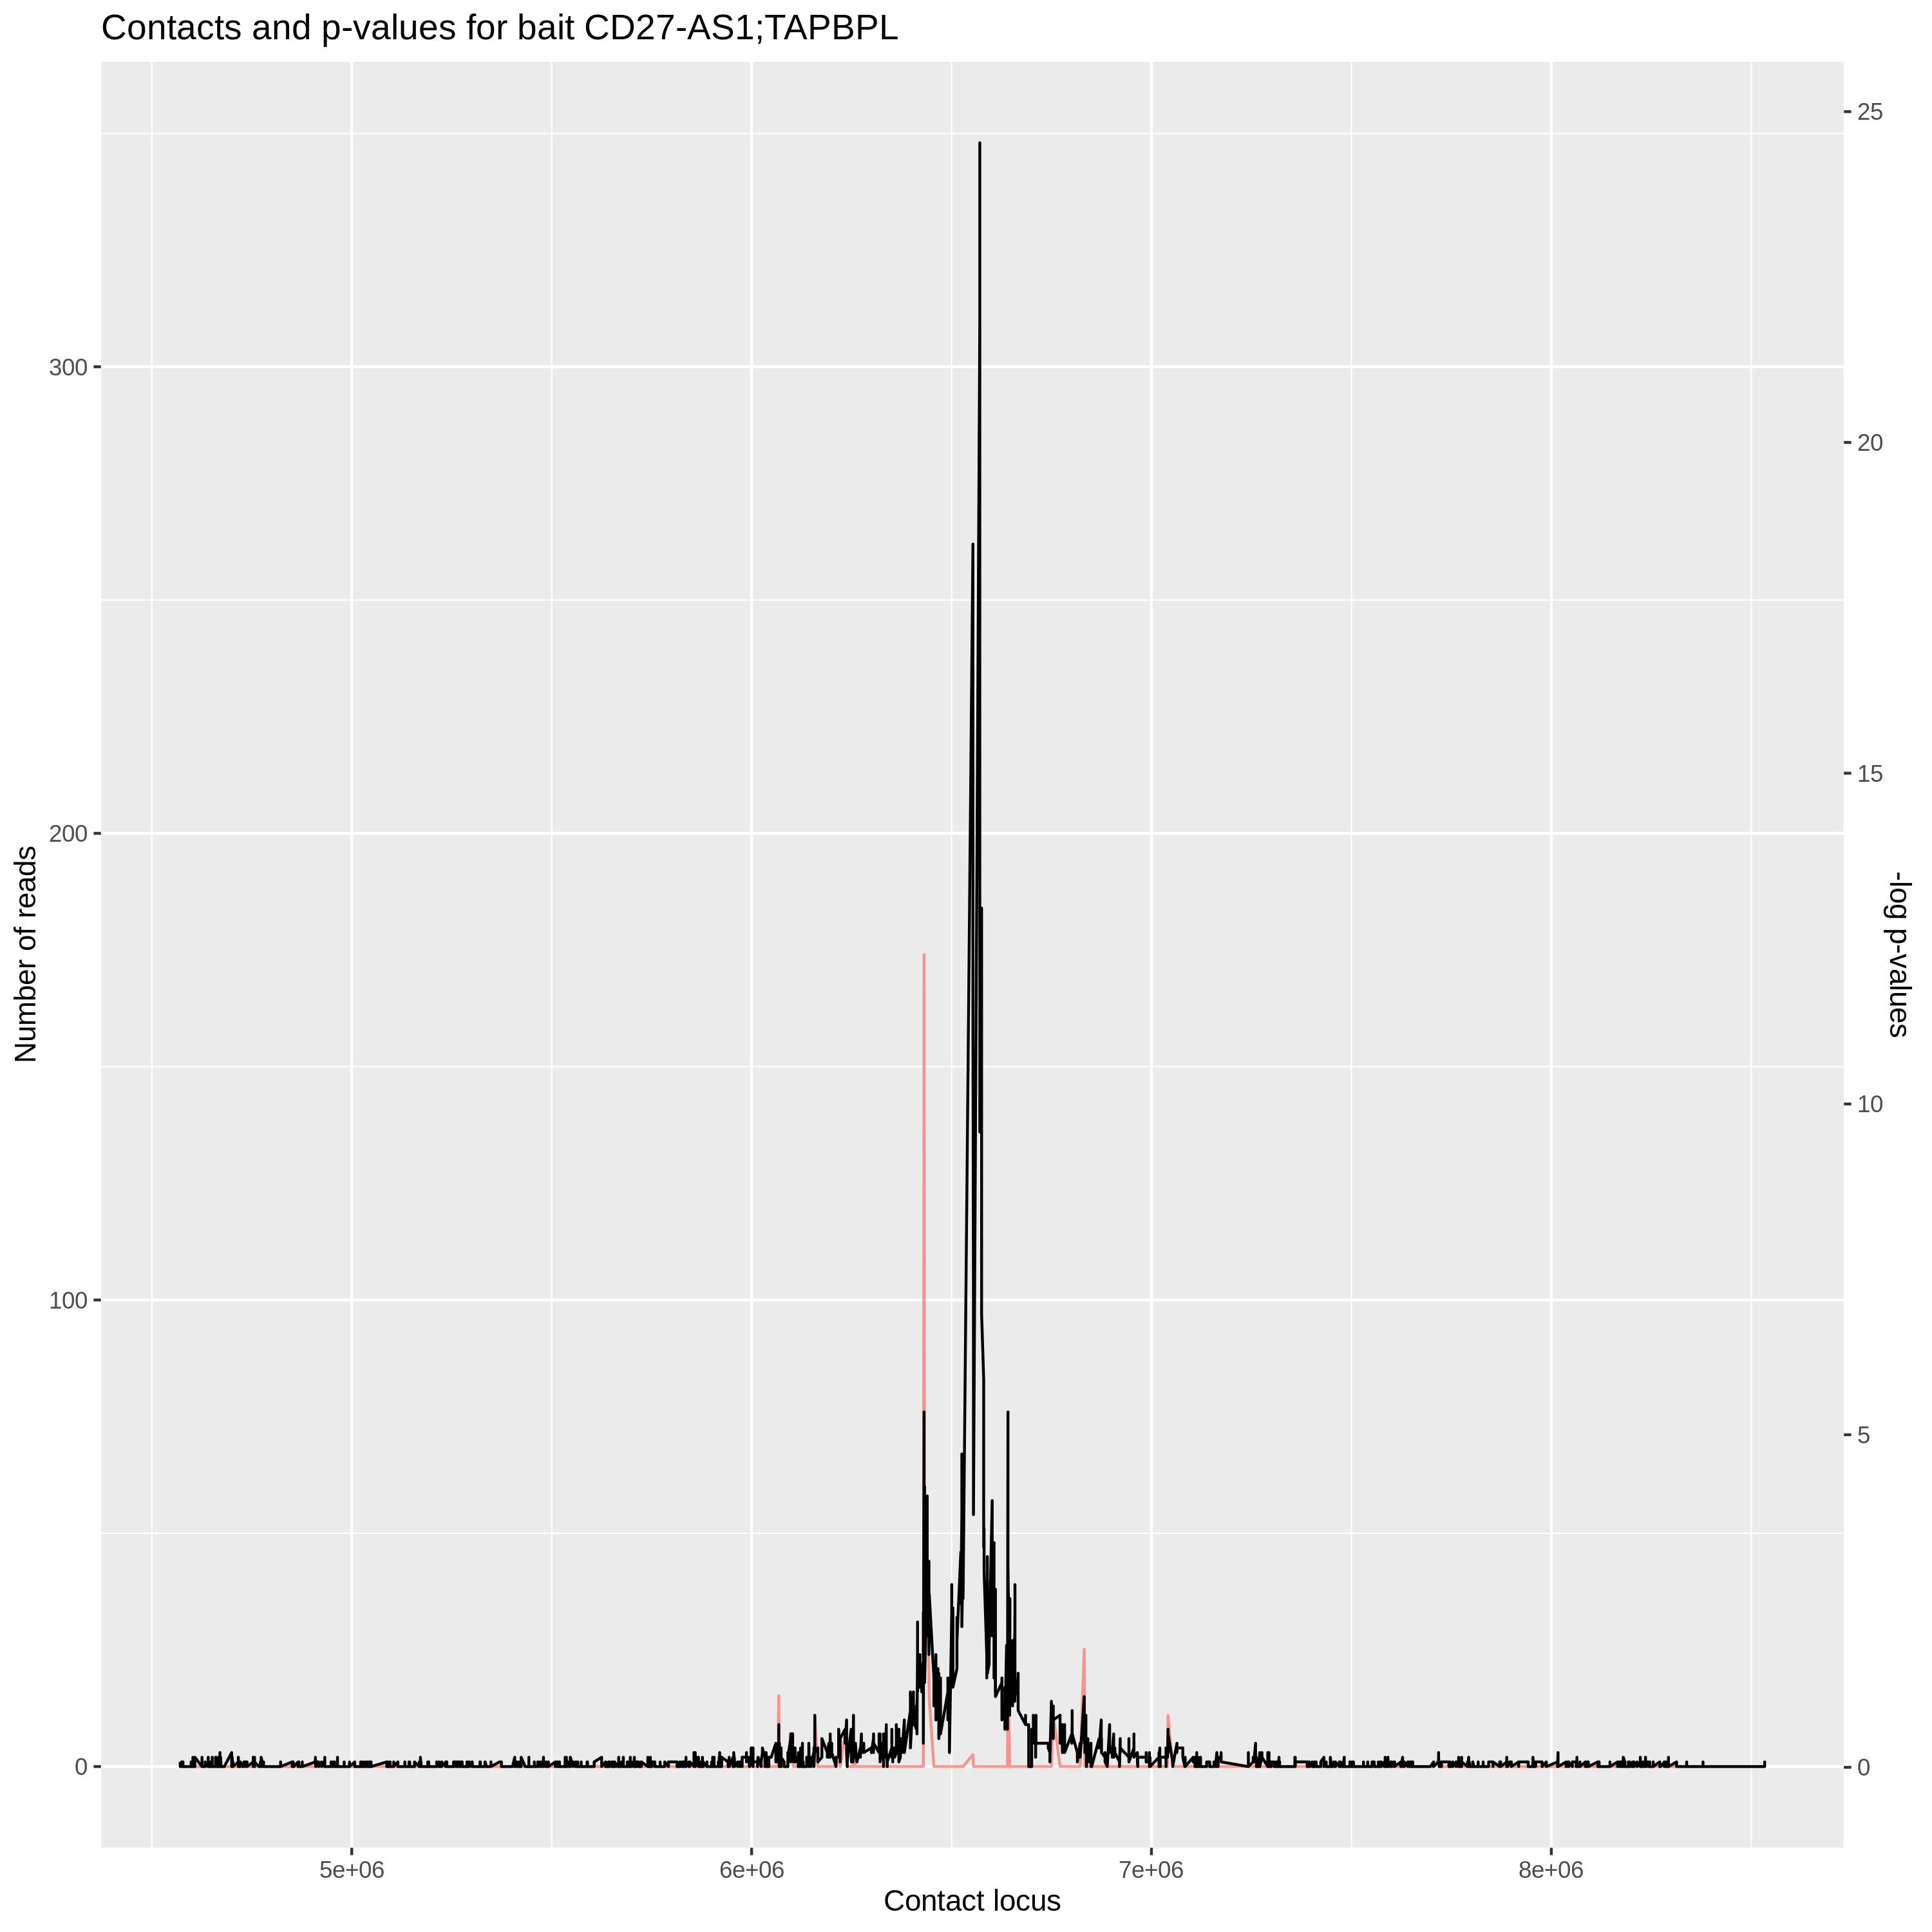 Contacts and p-values for bait CD27-AS1;TAPBPL
Number of reads
300
200
100
0
25
20
15
10
5
0
-log p-values
5e+06
6e+06
7e+06
8e+06
Contact locus